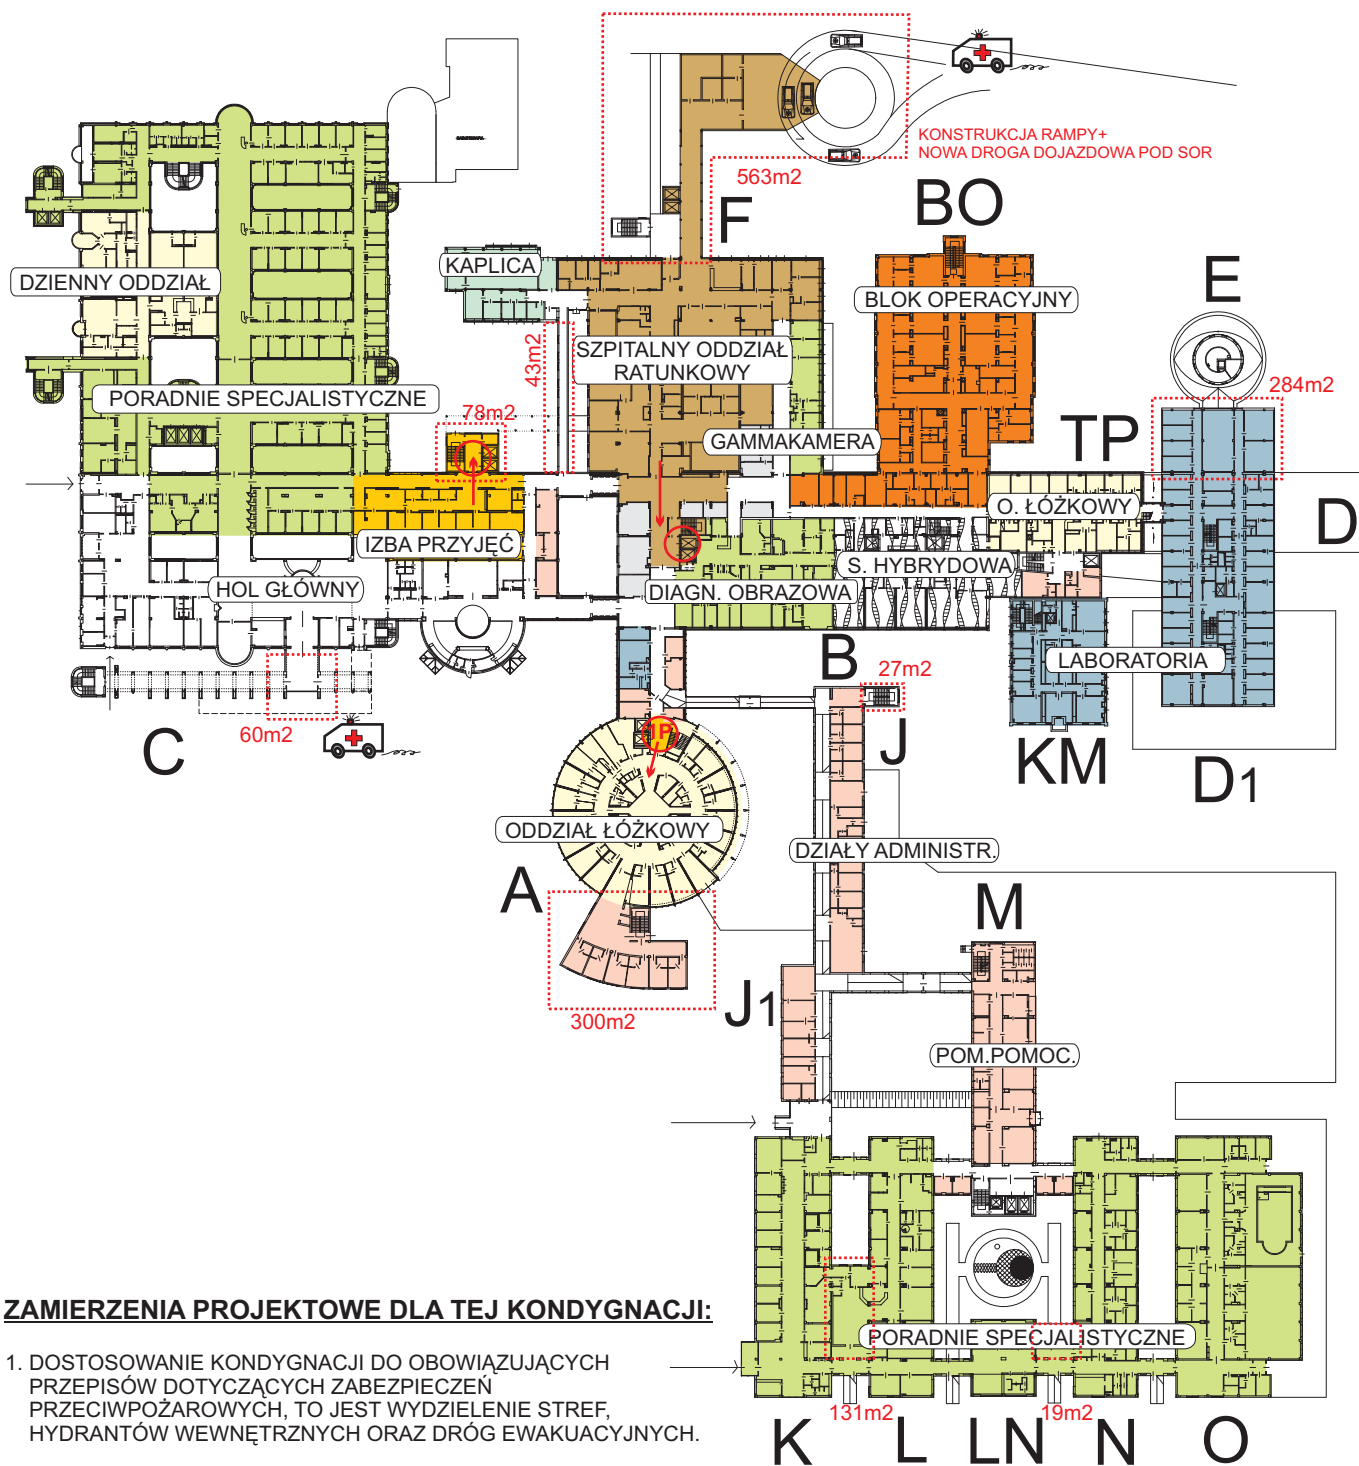 KONSTRUKCJA RAMPY+
NOWA DROGA DOJAZDOWA POD SOR
563m2
F
BO
KAPLICA
DZIENNY ODDZIAŁ
BLOK OPERACYJNY
E
43m2
SZPITALNY ODDZIAŁ
RATUNKOWY
284m2
PORADNIE SPECJALISTYCZNE
78m2
GAMMAKAMERA
TP
O. ŁÓŻKOWY
D
IZBA PRZYJĘĆ
S. HYBRYDOWA
HOL GŁÓWNY
DIAGN. OBRAZOWA
B
LABORATORIA
27m2
60m2
C
1P
J
KM
D1
ODDZIAŁ ŁÓŻKOWY
DZIAŁY ADMINISTR.
A
M
J1
300m2
POM.POMOC.
ZAMIERZENIA PROJEKTOWE DLA TEJ KONDYGNACJI:
PORADNIE SPECJALISTYCZNE
1. DOSTOSOWANIE KONDYGNACJI DO OBOWIĄZUJĄCYCH
PRZEPISÓW DOTYCZĄCYCH ZABEZPIECZEŃ
PRZECIWPOŻAROWYCH, TO JEST WYDZIELENIE STREF,
HYDRANTÓW WEWNĘTRZNYCH ORAZ DRÓG EWAKUACYJNYCH.
131m2
19m2
K
L
LN
N
O